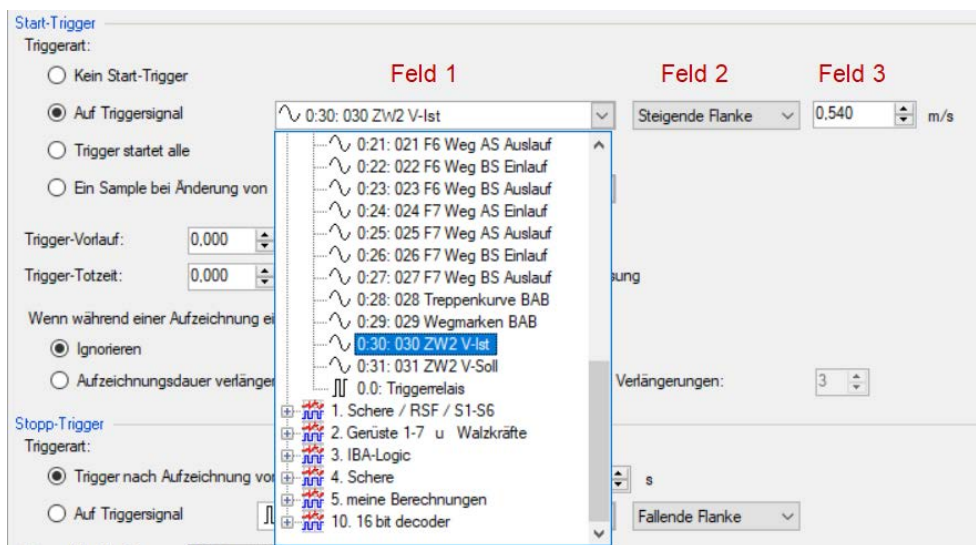 Start-Trigger
Triggerart:
Feld 1 Feld 2 Feld 3
Kein Start-Trigger
Auf Triggersignal 0:30: 030 ZW2 V-Ist Steigende Flanke 0,540 m/s
0:21: 021 F6 Weg AS Auslauf
Trigger startet alle
0:22: 022 F6 Weg BS Einlauf
Ein Sample bei Änderung von
0:23: 023 F6 Weg BS Auslauf
0:24: 024 F7 Weg AS Einlauf
Trigger-Vorlauf: 0,000
0:25: 025 F7 Weg AS Auslauf
0:26: 026 F7 Weg BS Einlauf
Trigger-Totzeit: 0,000
0:27: 027 F7 Weg BS Auslauf sung
0:28: 028 Treppenkurve BAB
Wenn während einer Aufzeichnung ei
0:29: 029 Wegmarken BAB
Ignorieren
0:30: 030 ZW2 V-Ist
0:31: 031 ZW2 V-Soll
Aufzeichnungsdauer verlänger Verlängerungen: 3
0.0: Triggerrelais
1. Schere / RSF / S1-S6
Stopp-Trigger
2. Gerüste 1-7 u Walzkräfte
Triggerart:
3. IBA-Logic
Trigger nach Aufzeichnung vor s
4. Schere
5. meine Berechnungen
Auf Triggersignal Fallende Flanke
10. 16 bit decoder